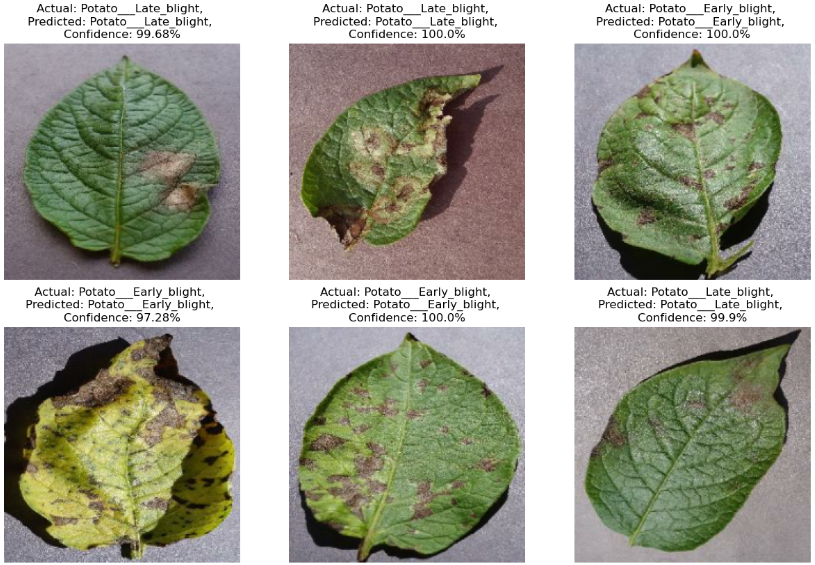 Actual: Potato___Late_blight,
Predicted: Potato___Late_blight,
Confidence: 99.68%
Actual: Potato___Late_blight,
Predicted: Potato___Late_blight,
Confidence: 100.0%
Actual: Potato___Early_blight,
Predicted: Potato___Early_blight,
Confidence: 100.0%
Actual: Potato___Early_blight,
Predicted: Potato___Early_blight,
Confidence: 97.28%
Actual: Potato___Early_blight,
Predicted: Potato___Early_blight,
Confidence: 100.0%
Actual: Potato___Late_blight,
Predicted: Potato___Late_blight,
Confidence: 99.9%